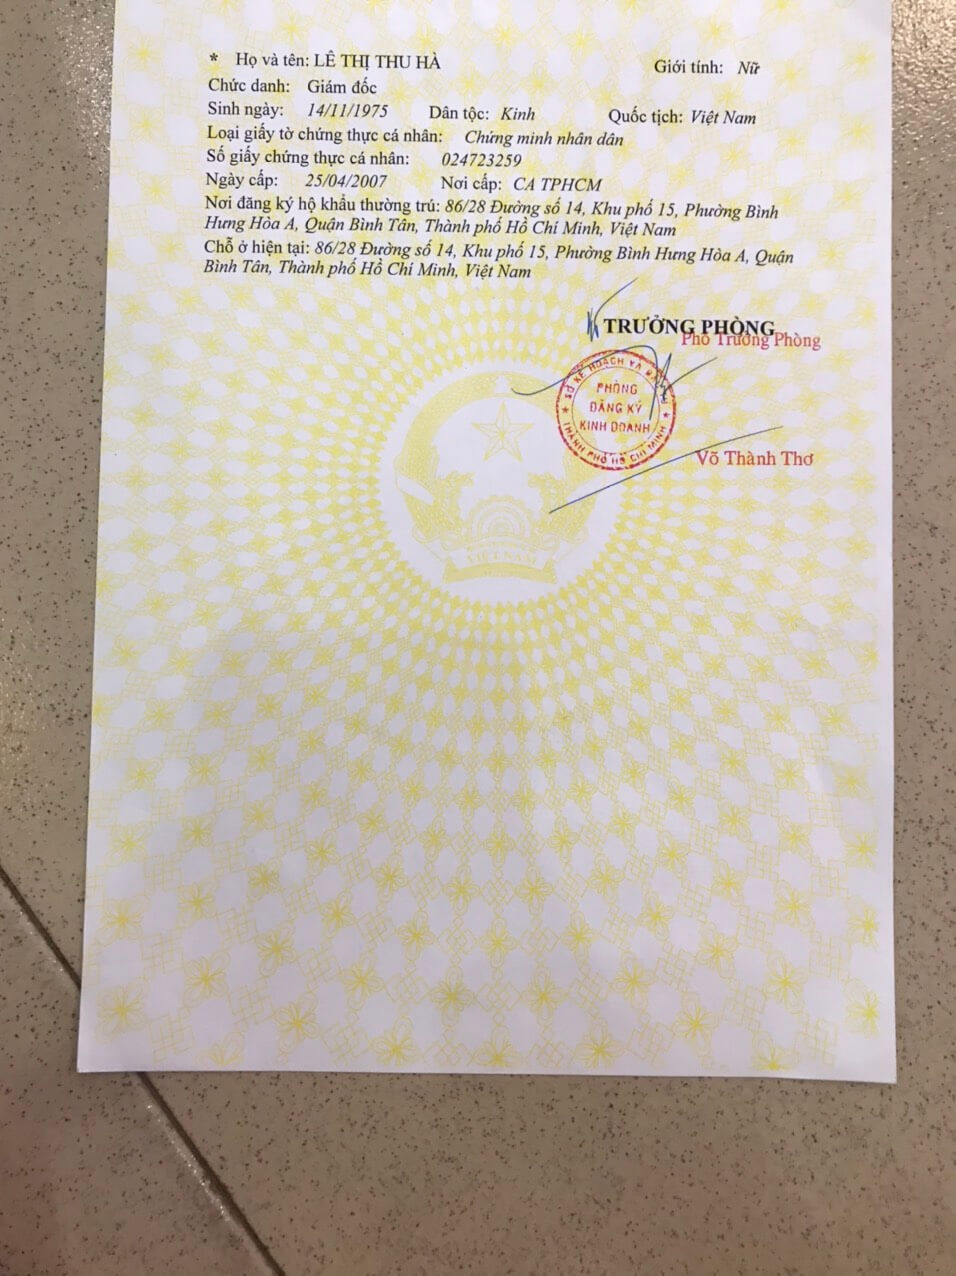 * Họ và tên: LÊ THỊ THU HÀ Giới tính: Nữ
Chức danh: Giám đốc
Sinh ngày: 14/11/1975 Dân tộc: Kinh Quốc tịch: Việt Nam
Loại giấy tờ chứng thực cá nhân: Chứng minh nhân dân
Số giấy chứng thực cá nhân: 024723259
Ngày cấp: 25/04/2007 Nơi cấp: CA TPHCM
Nơi đăng ký hộ khẩu thường trú: 86/28 Đường số 14, Khu phố 15, Phường Bình
Hưng Hòa A, Quận Bình Tân, Thành phố Hồ Chí Minh, Việt Nam
Chỗ ở hiện tại: 86/28 Đường số 14, Khu phố 15, Phường Bình Hưng Hòa A, Quận
Bình Tân, Thành phố Hồ Chí Minh, Việt Nam
TRƯỞNG PHÒNG
Phó Trưởng Phòng
SỞ KẾ HOẠCH VÀ
PHÒNG
ĐĂNG KÝ
KINH DOANH
THÀNH PHỐ HỒ CHÍ MINH
Võ Thành Thơ
VIỆT NAM